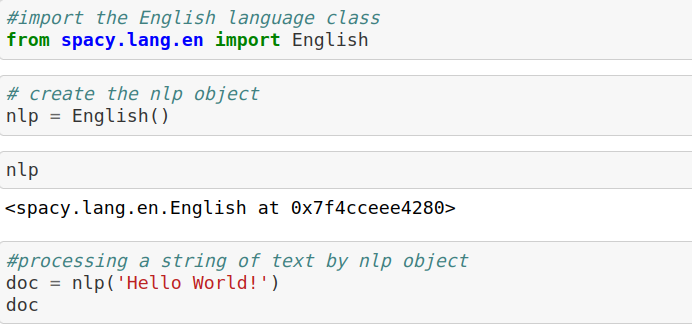 #import the English language class
from spacy.lang.en import English
# create the nlp object
nlp = English()
nlp
<spacy.lang.en.English at 0x7f4cceee4280>
#processing a string of text by nlp object
doc = nlp('Hello World!')
doc